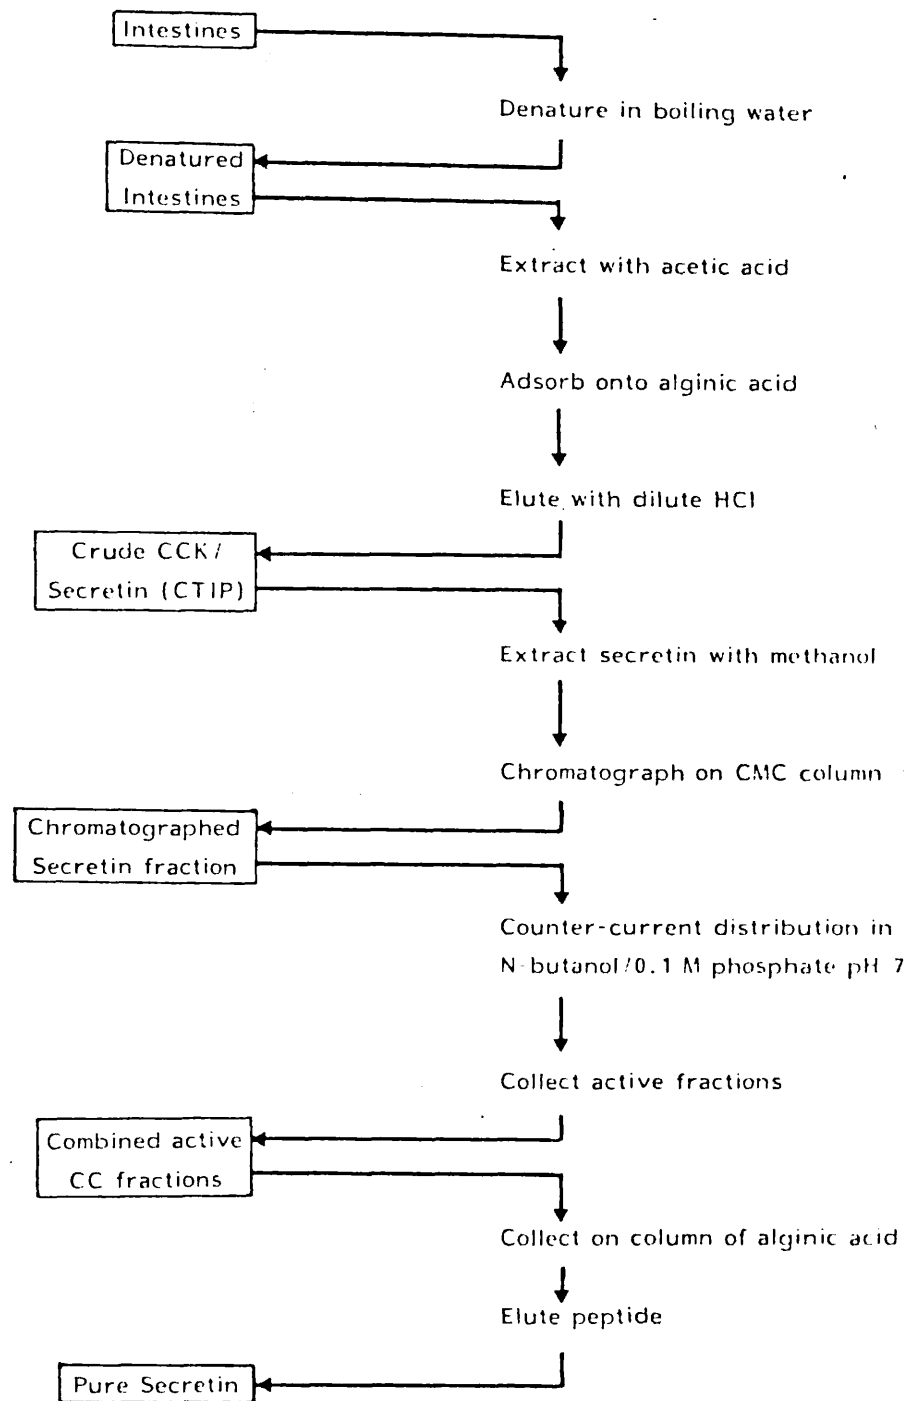 Intestines
Denature in boiling water
Denatured
Intestines
Extract with acetic acid
Adsorb onto alginic acid
Elute with dilute HCl
Crude CCK/
Secretin (CTIP)
Extract secretin with methanol
Chromatograph on CMC column
Chromatographed
Secretin fraction
Counter-current distribution in
N-butanol/0.1 M phosphate pH 7
Collect active fractions
Combined active
CC fractions
Collect on column of alginic acid
Elute peptide
Pure Secretin